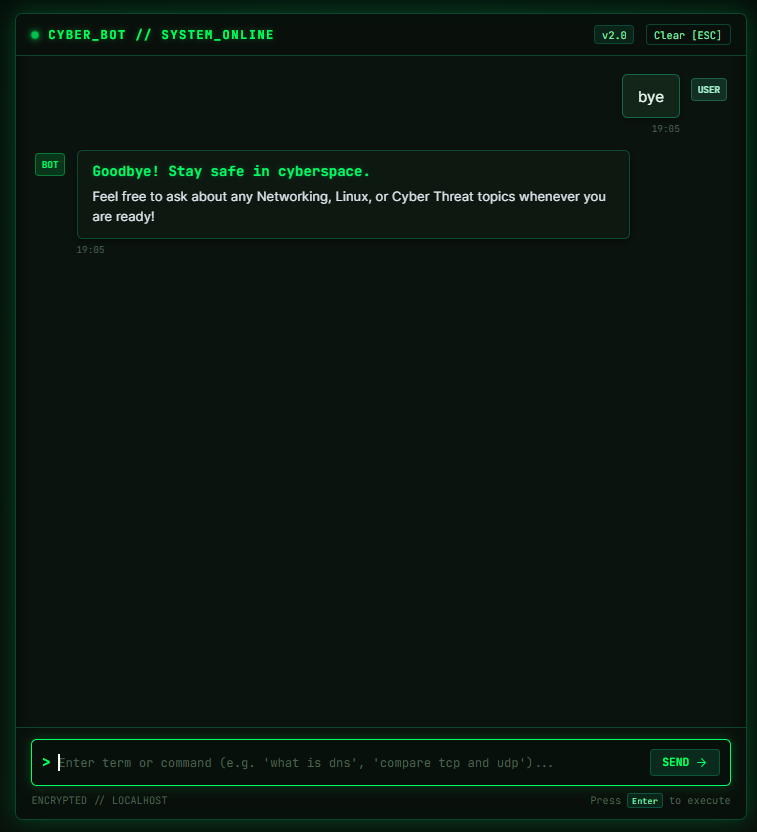 CYBER_BOT // SYSTEM_ONLINE
v2.0
Clear [ESC]
bye
USER
19:05
BOT
Goodbye! Stay safe in cyberspace.
Feel free to ask about any Networking, Linux, or Cyber Threat topics whenever you
are ready!
19:05
> Enter term or command (e.g. 'what is dns', 'compare tcp and udp')...
SEND →
ENCRYPTED // LOCALHOST
Press Enter to execute